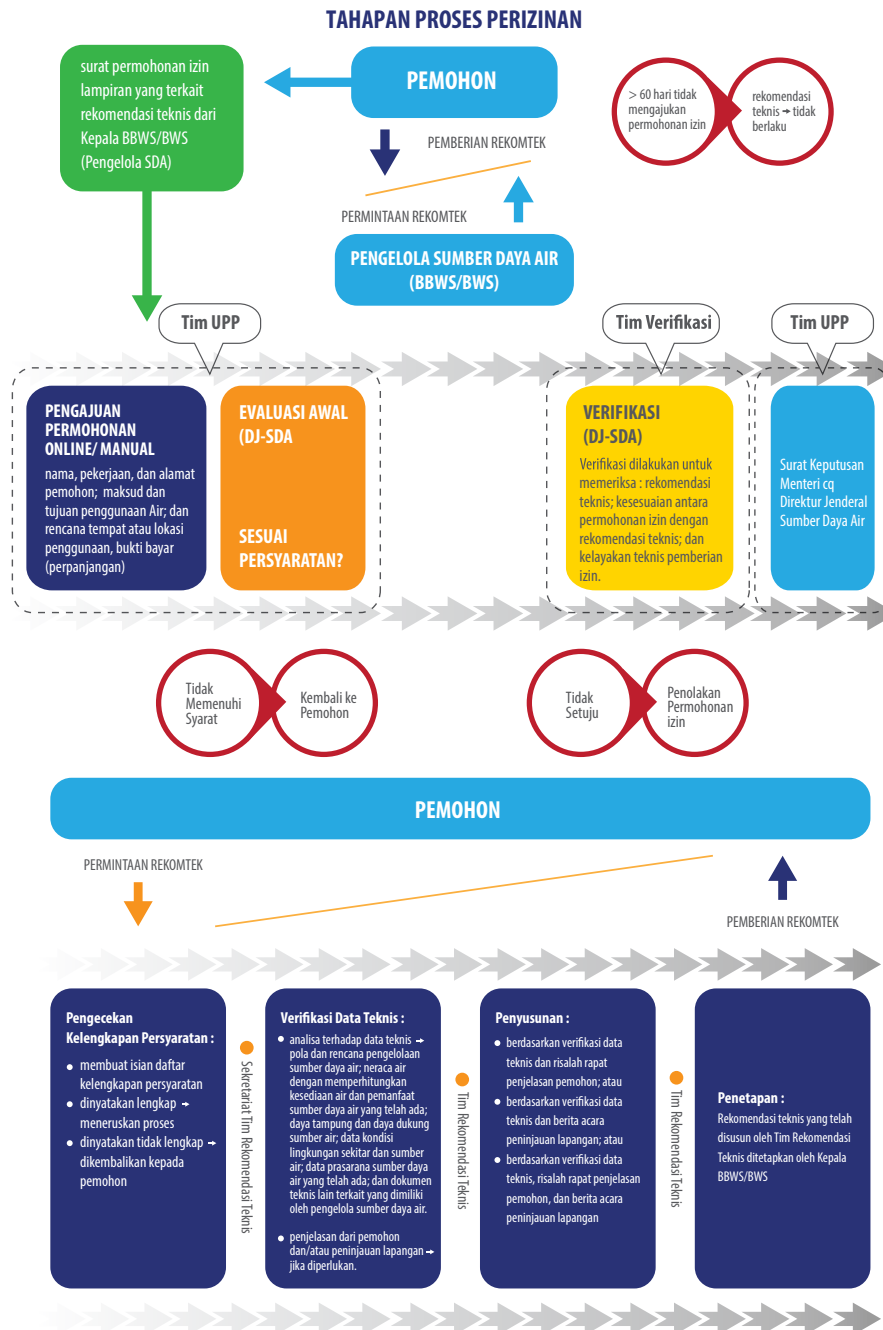 TAHAPAN PROSES PERIZINAN
surat permohonan izin
lampiran yang terkait
rekomendasi teknis dari
Kepala BBWS/BWS
(Pengelola SDA)
PEMOHON
> 60 hari tidak
mengajukan
permohonan izin
rekomendasi
teknis → tidak
berlaku
PEMBERIAN REKOMTEK
PERMINTAAN REKOMTEK
PENGELOLA SUMBER DAYA AIR
(BBWS/BWS)
Tim UPP
Tim Verifikasi
Tim UPP
PENGAJUAN
PERMOHONAN
ONLINE/ MANUAL
nama, pekerjaan, dan alamat
pemohon; maksud dan
tujuan penggunaan Air; dan
rencana tempat atau lokasi
penggunaan, bukti bayar
(perpanjangan)
EVALUASI AWAL
(DJ-SDA
SESUAI
PERSYARATAN?
VERIFIKASI
(DJ-SDA)
Verifikasi dilakukan untuk
memeriksa : rekomendasi
teknis; kesesuaian antara
permohonan izin dengan
rekomendasi teknis; dan
kelayakan teknis pemberian
izin.
Surat Keputusan
Menteri cq
Direktur Jenderal
Sumber Daya Air
Tidak
Memenuhi
Syarat
Kembali ke
Pemohon
Tidak
Setuju
Penolakan
Permohonan
izin
PEMOHON
PERMINTAAN REKOMTEK
PEMBERIAN REKOMTEK
Pengecekan
Kelengkapan Persyaratan :
• membuat isian daftar
kelengkapan persyaratan
• dinyatakan lengkap →
meneruskan proses
• dinyatakan tidak lengkap →
dikembalikan kepada
pemohon
Sekretariat Tim Rekomendasi Teknis
Verifikasi Data Teknis :
• analisa terhadap data teknis →
pola dan rencana pengelolaan
sumber daya air; neraca air
dengan memperhitungkan
kesediaan air dan pemanfaat
sumber daya air yang telah ada;
daya tampung dan daya dukung
sumber air; data kondisi
lingkungan sekitar dan sumber
air; data prasarana sumber daya
air yang telah ada; dan dokumen
teknis lain terkait yang dimiliki
oleh pengelola sumber daya air.
• penjelasan dari pemohon
dan/atau peninjauan lapangan →
jika diperlukan.
Tim Rekomendasi Teknis
Penyusunan :
• berdasarkan verifikasi data
teknis dan risalah rapat
penjelasan pemohon; atau
• berdasarkan verifikasi data
teknis dan berita acara
peninjauan lapangan; atau
• berdasarkan verifikasi data
teknis, risalah rapat penjelasan
pemohon, dan berita acara
peninjauan lapangan
Tim Rekomendasi Teknis
Penetapan :
Rekomendasi teknis yang telah
disusun oleh Tim Rekomendasi
Teknis ditetapkan oleh Kepala
BBWS/BWS